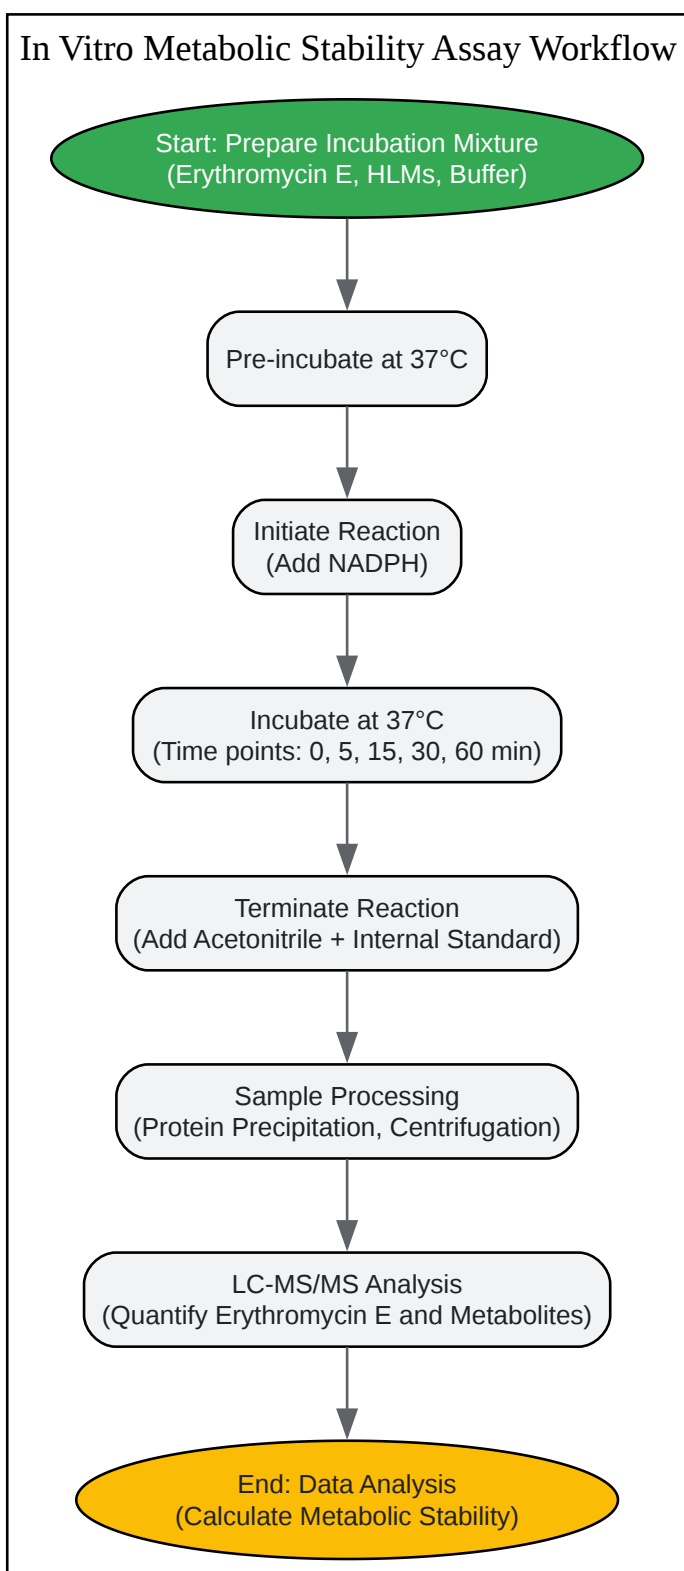 In Vitro Metabolic Stability Assay Workflow
Start: Prepare Incubation Mixture
(Erythromycin E, HLMs, Buffer)
Pre-incubate at 37°C
Initiate Reaction
(Add NADPH)
Incubate at 37°C
(Time points: 0, 5, 15, 30, 60 min)
Terminate Reaction
(Add Acetonitrile + Internal Standard)
Sample Processing
(Protein Precipitation, Centrifugation)
LC-MS/MS Analysis
(Quantify Erythromycin E and Metabolites)
End: Data Analysis
(Calculate Metabolic Stability)